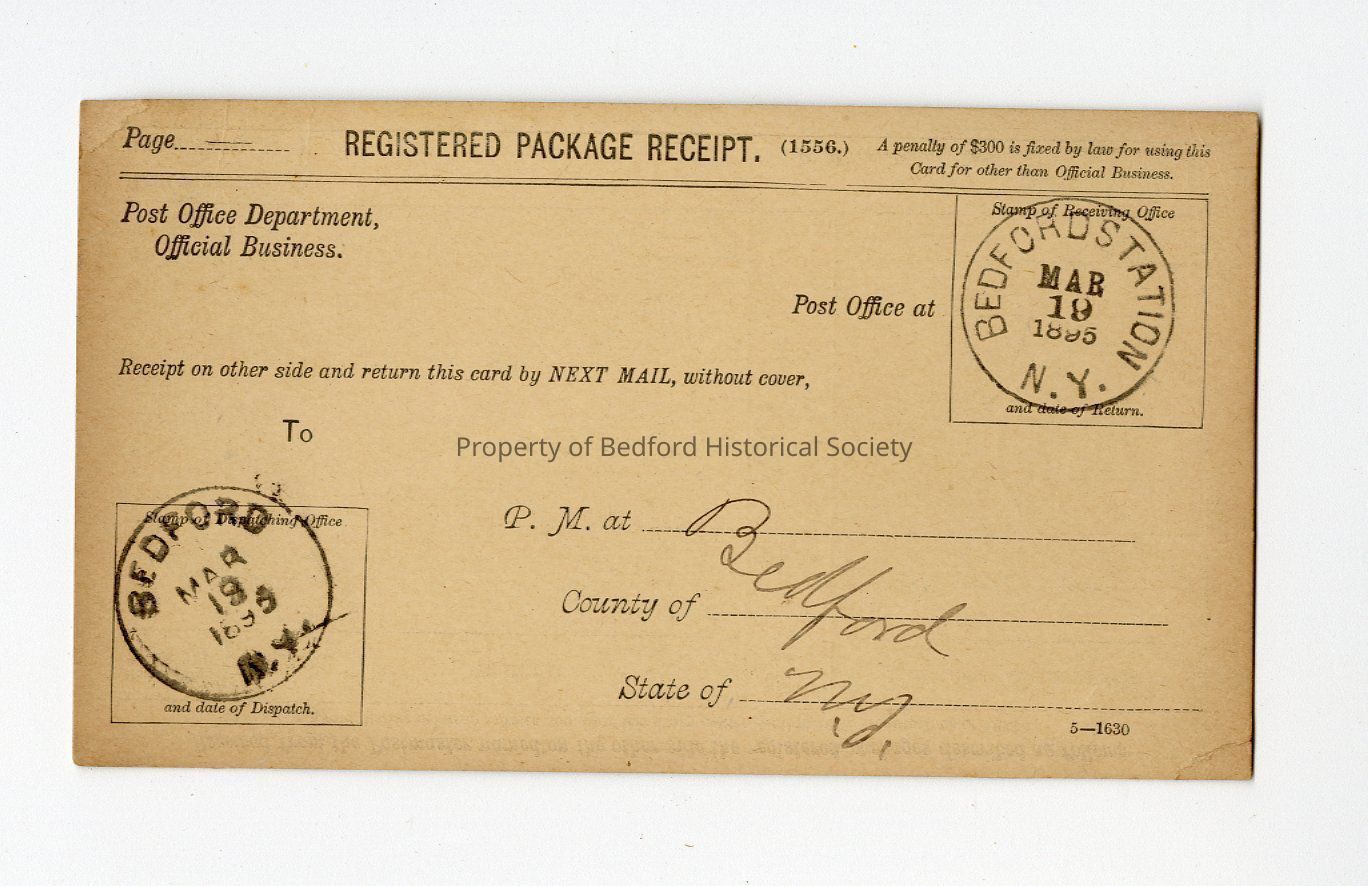 Page
REGISTERED PACKAGE RECEIPT. (1556.)
A penalty of $300 is fixed by law for using this
Card for other than Official Business.
Post Office Department,
Official Business.
Stamp of Receiving Office
BEDFORD STATION
MAR
19
1895
N.Y.
and date of Return.
Post Office at
Receipt on other side and return this card by NEXT MAIL, without cover,
To
Property of Bedford Historical Society
Stamp of Dispatching Office
BEDFORD
MAR
19
N.Y.
and date of Dispatch.
P. M. at Bedford
County of
State of N.Y.
5—1630